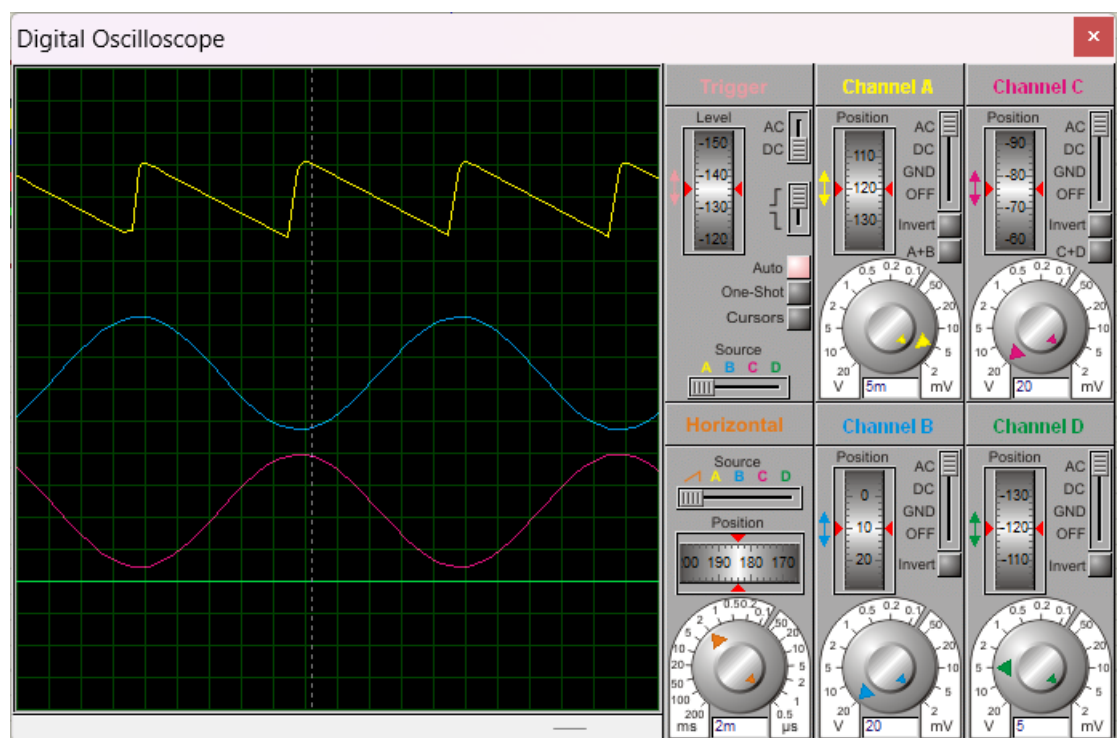 Digital Oscilloscope
Trigger
Level
-150
-140
-130
-120
AC
DC
Auto
One-Shot
Cursors
Source
A B C D
Channel A
Position
110
120
130
AC
DC
GND
OFF
Invert
A+B
20 10 5 2 1 0.5 0.2 0.1 50 20 10 5 2
V 5m mV
Channel C
Position
-90
-80
-70
-60
AC
DC
GND
OFF
Invert
C+D
20 10 5 2 1 0.5 0.2 0.1 50 20 10 5 2
V 20 mV
Horizontal
Source
A B C D
Position
190 180 170
200 100 50 20 10 5 2 1 0.5 0.2 0.1 50 20 10 5 2 1 0.5
ms 2m µs
Channel B
Position
0
10
20
AC
DC
GND
OFF
Invert
20 10 5 2 1 0.5 0.2 0.1 50 20 10 5 2
V 20 mV
Channel D
Position
-130
-120
-110
AC
DC
GND
OFF
Invert
20 10 5 2 1 0.5 0.2 0.1 50 20 10 5 2
V 5 mV